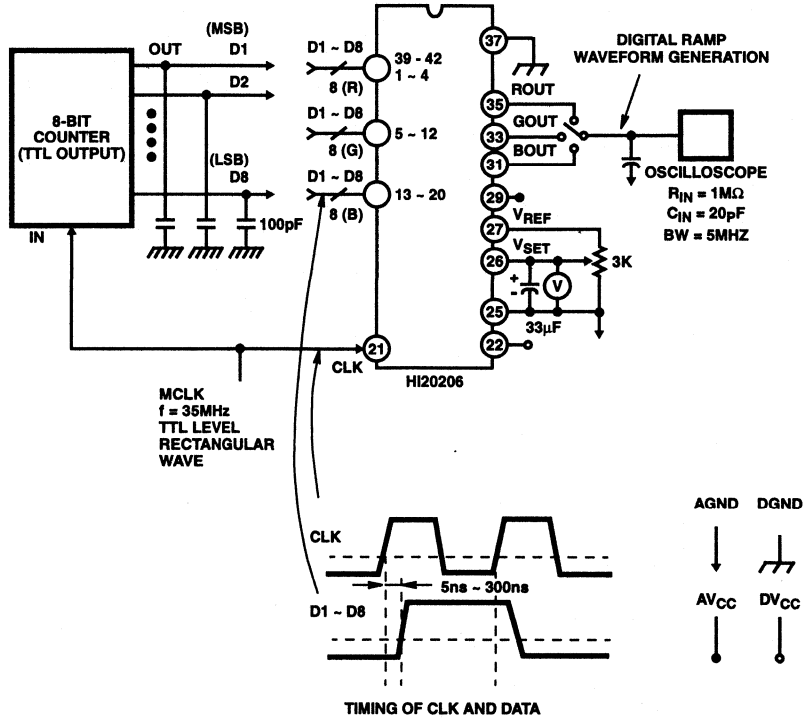 (MSB)
OUT
D1
D2
8-BIT
COUNTER
(TTL OUTPUT)
(LSB)
D8
100pF
IN
D1 ~ D8
8 (R)
39 - 42
1 ~ 4
D1 ~ D8
8 (G)
5 ~ 12
D1 ~ D8
8 (B)
13 ~ 20
21
CLK
HI20206
37
35
33
31
29
27
26
25
22
ROUT
GOUT
BOUT
VREF
VSET
+
-
V
3K
33μF
DIGITAL RAMP
WAVEFORM GENERATION
OSCILLOSCOPE
RIN = 1MΩ
CIN = 20pF
BW = 5MHZ
MCLK
f = 35MHz
TTL LEVEL
RECTANGULAR
WAVE
CLK
5ns ~ 300ns
D1 ~ D8
TIMING OF CLK AND DATA
AGND DGND
AVCC DVCC